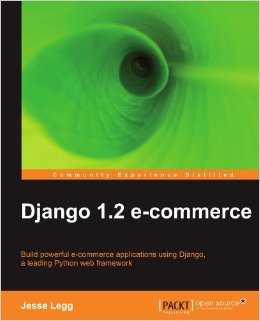 Community Experience Distilled
Django 1.2 e-commerce
Build powerful e-commerce applications using Django,
a leading Python web framework
Jesse Legg
PACKT open source*
PUBLISHING